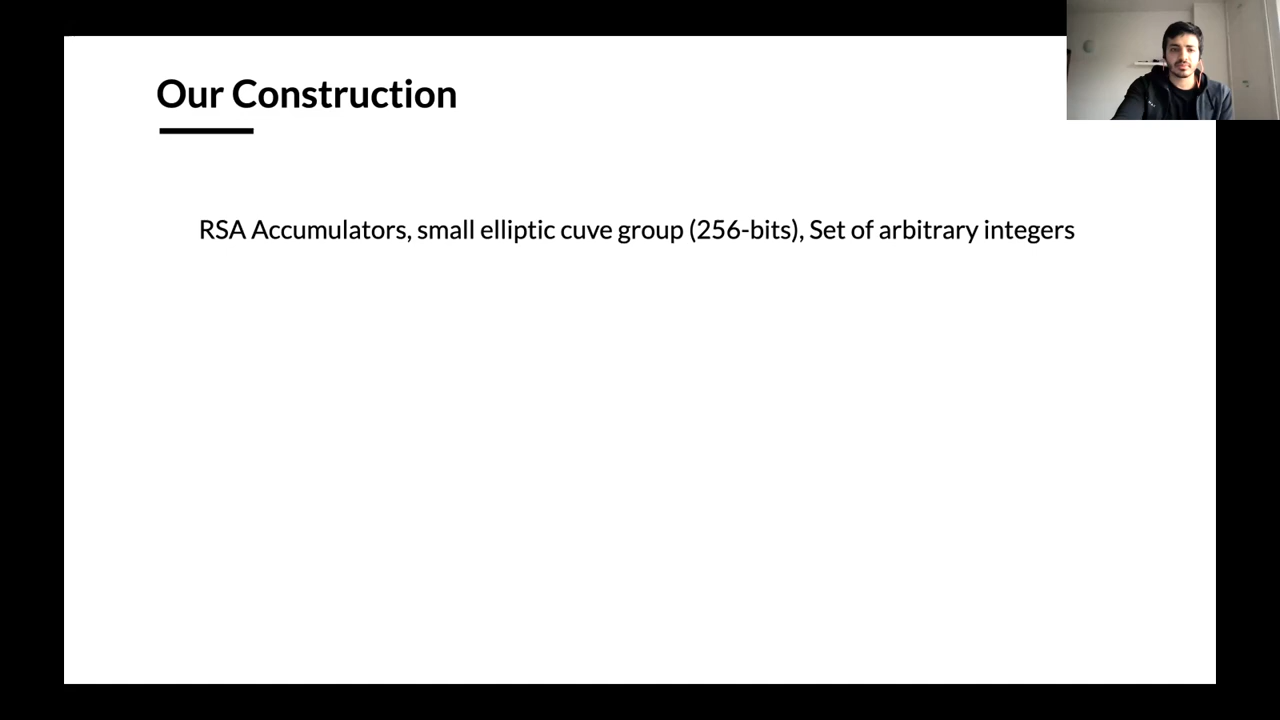 Our Construction
RSA Accumulators, small elliptic cuve group (256-bits), Set of arbitrary integers